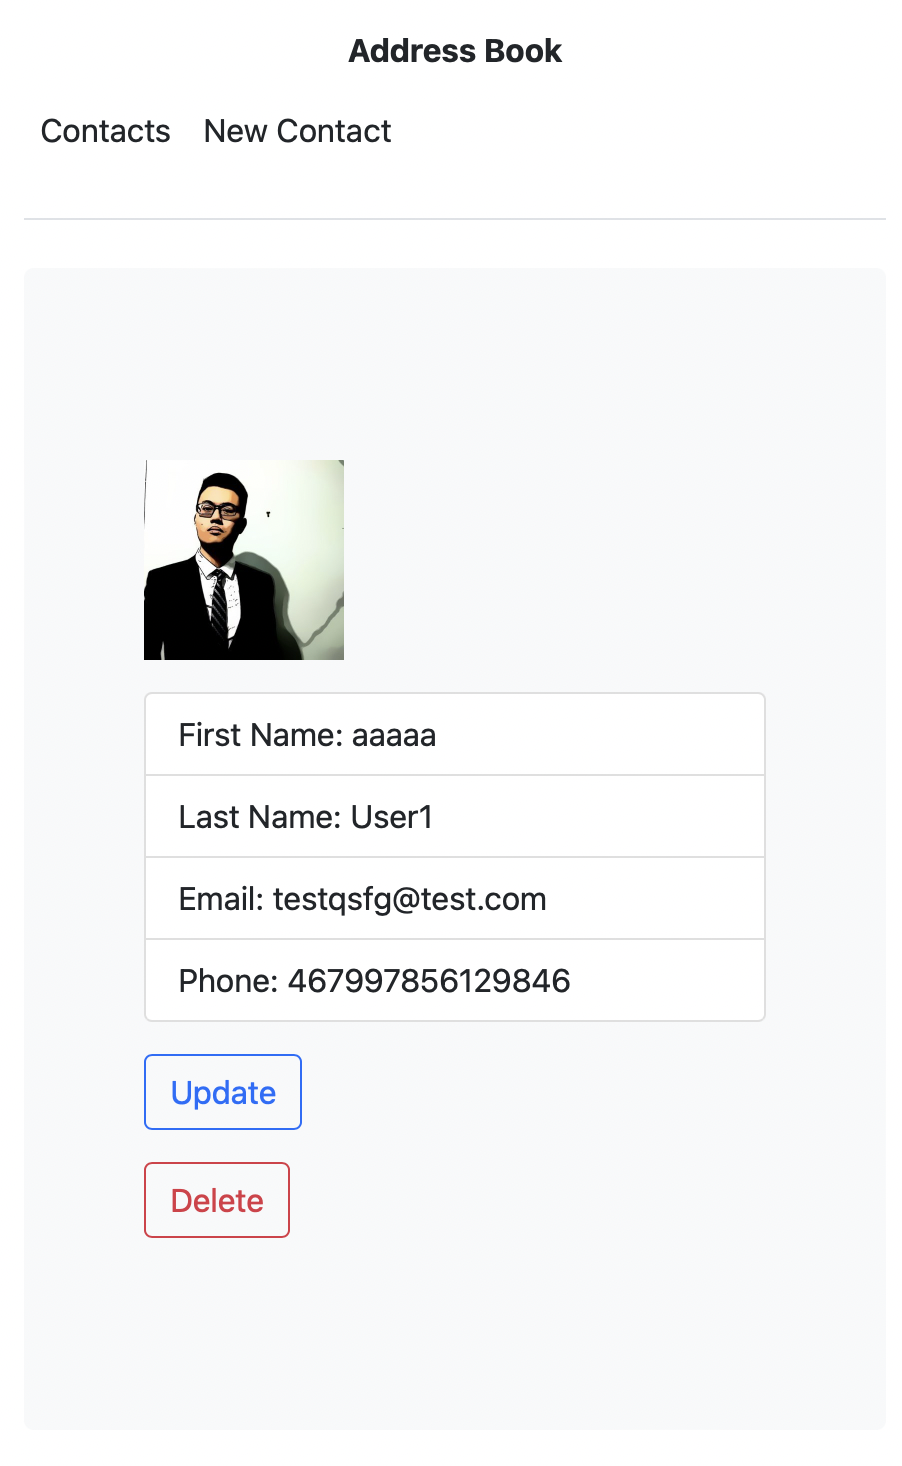 Address Book
Contacts New Contact
First Name: aaaaa
Last Name: User1
Email: testqsfg@test.com
Phone: 467997856129846
Update
Delete